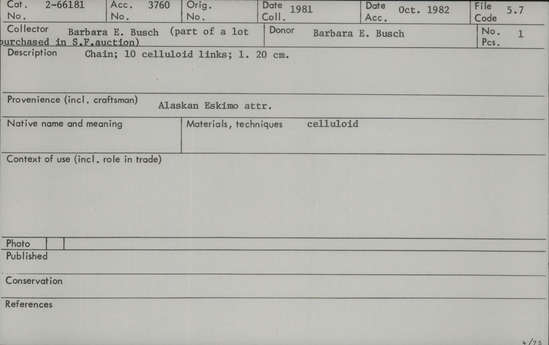 Cat. No. 2-66181 Acc. No. 3760 Orig. No. Date Coll. 1981 Date Acc. Oct. 1982 File Code 5.7
Collector Barbara E. Busch (part of a lot purchased in S.F.auction) Donor Barbara E. Busch No. Pcs. 1
Description Chain; 10 celluloid links; l. 20 cm.
Provenience (incl. craftsman) Alaskan Eskimo attr.
Native name and meaning Materials, techniques celluloid
Context of use (incl. role in trade)
Photo
Published
Conservation
References